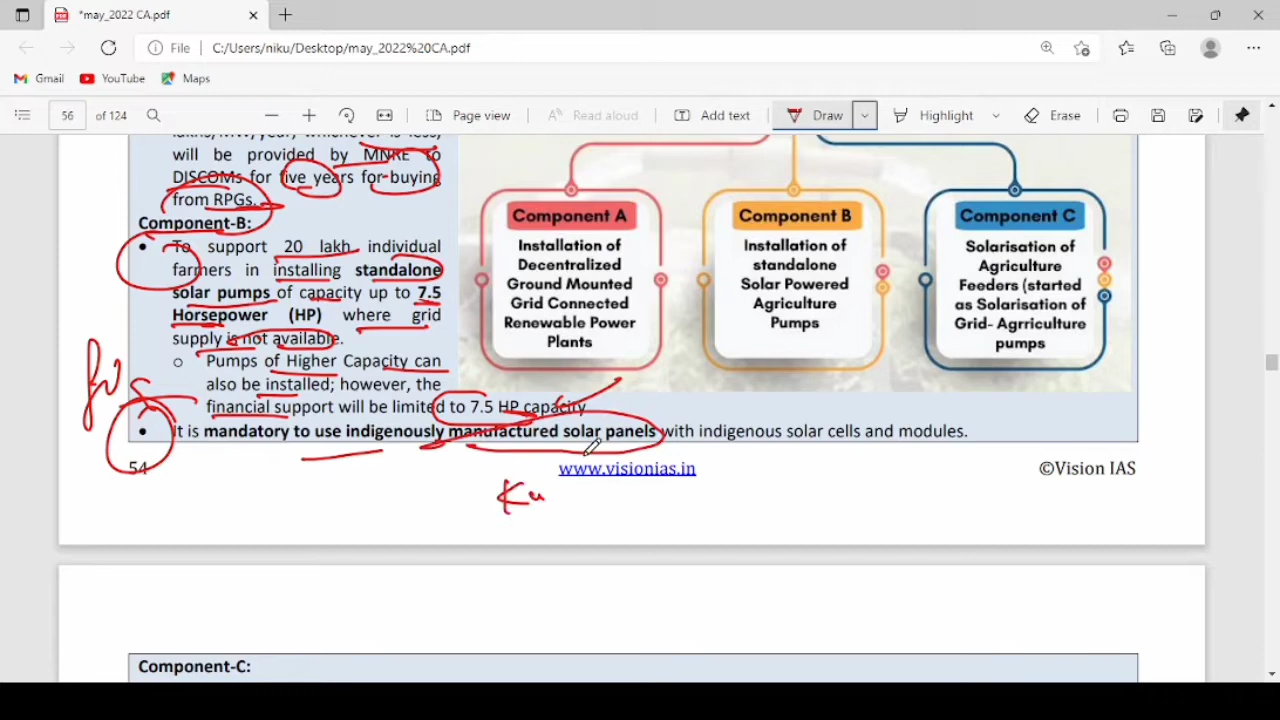 *may_2022 CA.pdf
File
C:/Users/niku/Desktop/may_2022%20CA.pdf
Gmail
YouTube
Maps
56
of 124
Page view
Read aloud
Add text
Draw
Highlight
Erase
lakhs/MW/year, whichever is less,
will be provided by MNRE to
DISCOMs for five years for buying
from RPGs.
Component-B:
• To support 20 lakh individual
farmers in installing standalone
solar pumps of capacity up to 7.5
Horsepower (HP) where grid
supply is not available.
o Pumps of Higher Capacity can
also be installed; however, the
financial support will be limited to 7.5 HP capacity
• It is mandatory to use indigenously manufactured solar panels with indigenous solar cells and modules.
Component A
Installation of
Decentralized
Ground Mounted
Grid Connected
Renewable Power
Plants
Component B
Installation of
standalone
Solar Powered
Agriculture
Pumps
Component C
Solarisation of
Agriculture
Feeders (started
as Solarisation of
Grid- Agrriculture
pumps
54
www.visionias.in
©Vision IAS
Component-C: